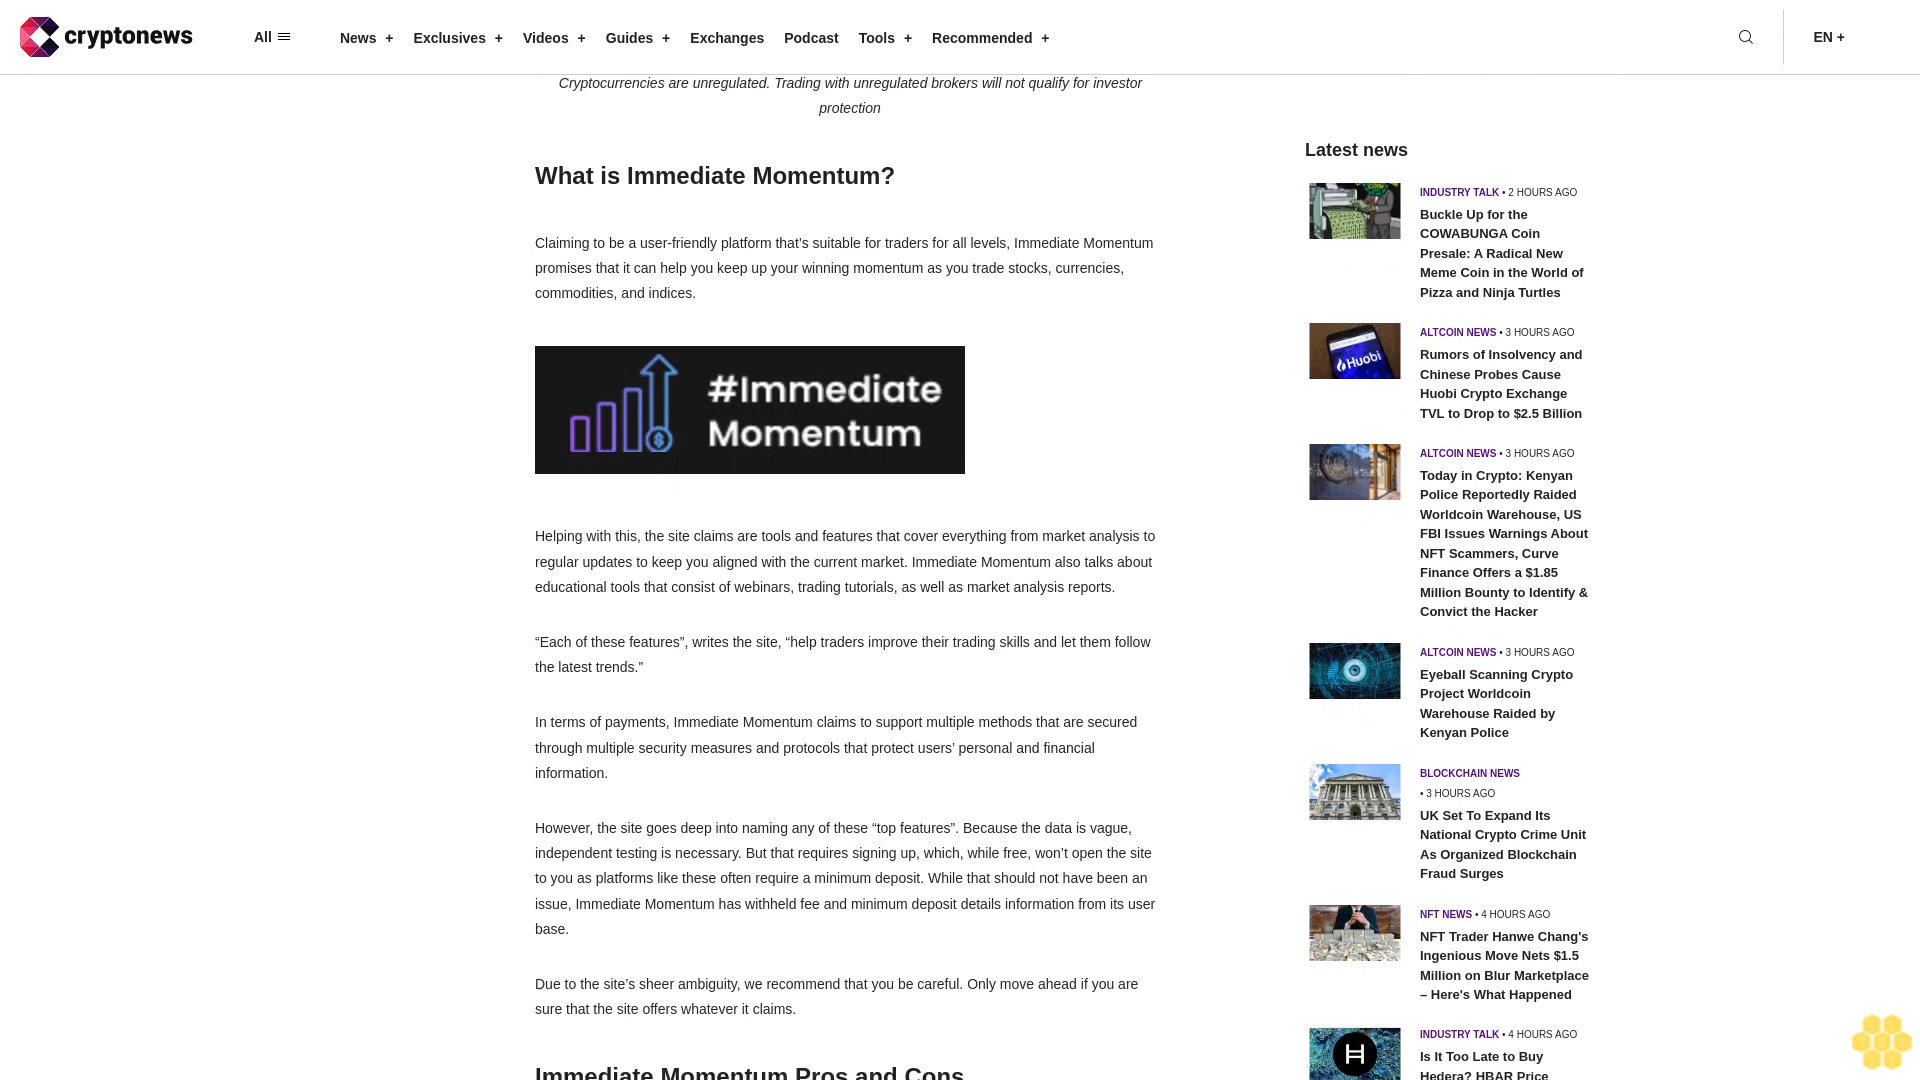 cryptonews
All
News +
Exclusives +
Videos +
Guides +
Exchanges
Podcast
Tools +
Recommended +
EN +
Cryptocurrencies are unregulated. Trading with unregulated brokers will not qualify for investor
protection
What is Immediate Momentum?
Claiming to be a user-friendly platform that’s suitable for traders for all levels, Immediate Momentum
promises that it can help you keep up your winning momentum as you trade stocks, currencies,
commodities, and indices.
#Immediate
Momentum
Helping with this, the site claims are tools and features that cover everything from market analysis to
regular updates to keep you aligned with the current market. Immediate Momentum also talks about
educational tools that consist of webinars, trading tutorials, as well as market analysis reports.
“Each of these features”, writes the site, “help traders improve their trading skills and let them follow
the latest trends.”
In terms of payments, Immediate Momentum claims to support multiple methods that are secured
through multiple security measures and protocols that protect users’ personal and financial
information.
However, the site goes deep into naming any of these “top features”. Because the data is vague,
independent testing is necessary. But that requires signing up, which, while free, won’t open the site
to you as platforms like these often require a minimum deposit. While that should not have been an
issue, Immediate Momentum has withheld fee and minimum deposit details information from its user
base.
Due to the site’s sheer ambiguity, we recommend that you be careful. Only move ahead if you are
sure that the site offers whatever it claims.
Immediate Momentum Pros and Cons
Latest news
INDUSTRY TALK • 2 HOURS AGO
Buckle Up for the
COWABUNGA Coin
Presale: A Radical New
Meme Coin in the World of
Pizza and Ninja Turtles
Huobi
ALTCOIN NEWS • 3 HOURS AGO
Rumors of Insolvency and
Chinese Probes Cause
Huobi Crypto Exchange
TVL to Drop to $2.5 Billion
ALTCOIN NEWS • 3 HOURS AGO
Today in Crypto: Kenyan
Police Reportedly Raided
Worldcoin Warehouse, US
FBI Issues Warnings About
NFT Scammers, Curve
Finance Offers a $1.85
Million Bounty to Identify &
Convict the Hacker
ALTCOIN NEWS • 3 HOURS AGO
Eyeball Scanning Crypto
Project Worldcoin
Warehouse Raided by
Kenyan Police
BLOCKCHAIN NEWS
• 3 HOURS AGO
UK Set To Expand Its
National Crypto Crime Unit
As Organized Blockchain
Fraud Surges
NFT NEWS • 4 HOURS AGO
NFT Trader Hanwe Chang's
Ingenious Move Nets $1.5
Million on Blur Marketplace
– Here's What Happened
INDUSTRY TALK • 4 HOURS AGO
Is It Too Late to Buy
Hedera? HBAR Price